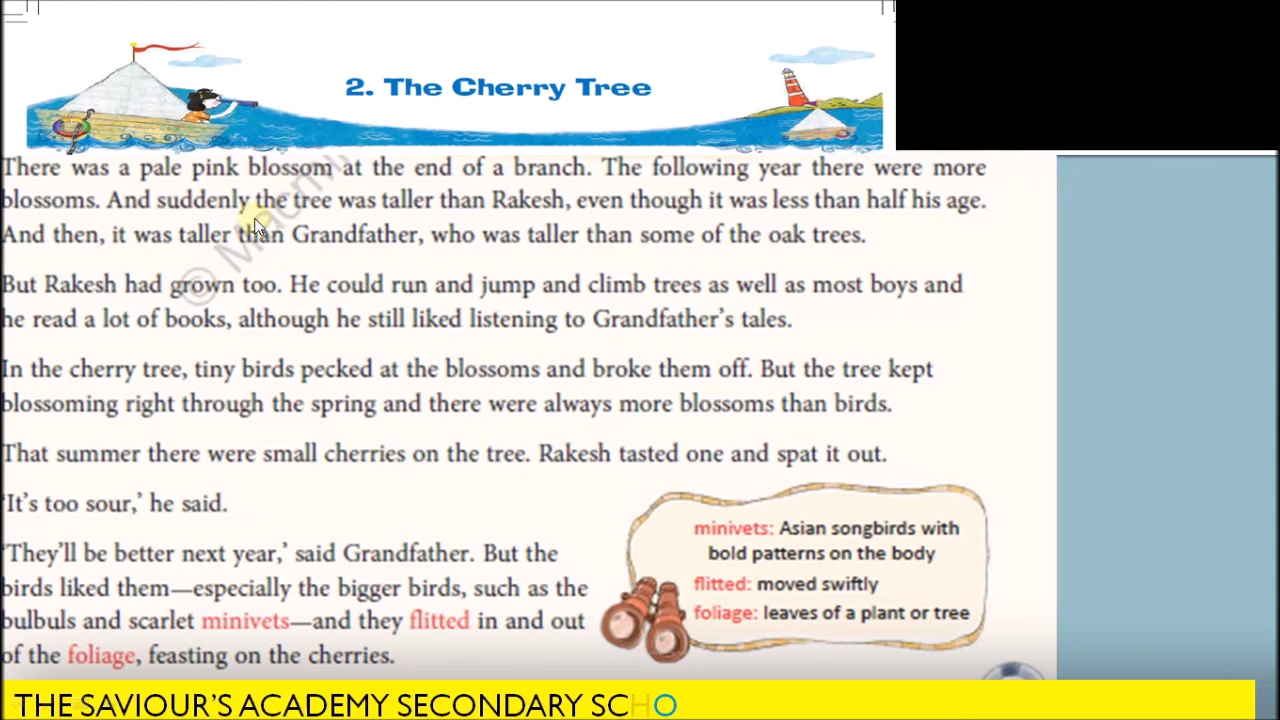 2. The Cherry Tree
There was a pale pink blossom at the end of a branch. The following year there were more
blossoms. And suddenly the tree was taller than Rakesh, even though it was less than half his age.
And then, it was taller than Grandfather, who was taller than some of the oak trees.
But Rakesh had grown too. He could run and jump and climb trees as well as most boys and
he read a lot of books, although he still liked listening to Grandfather's tales.
In the cherry tree, tiny birds pecked at the blossoms and broke them off. But the tree kept
blossoming right through the spring and there were always more blossoms than birds.
That summer there were small cherries on the tree. Rakesh tasted one and spat it out.
'It's too sour,' he said.
'They'll be better next year,' said Grandfather. But the
birds liked them—especially the bigger birds, such as the
bulbuls and scarlet minivets—and they flitted in and out
of the foliage, feasting on the cherries.
minivets: Asian songbirds with
bold patterns on the body
flitted: moved swiftly
foliage: leaves of a plant or tree
THE SAVIOUR'S ACADEMY SECONDARY SCHO